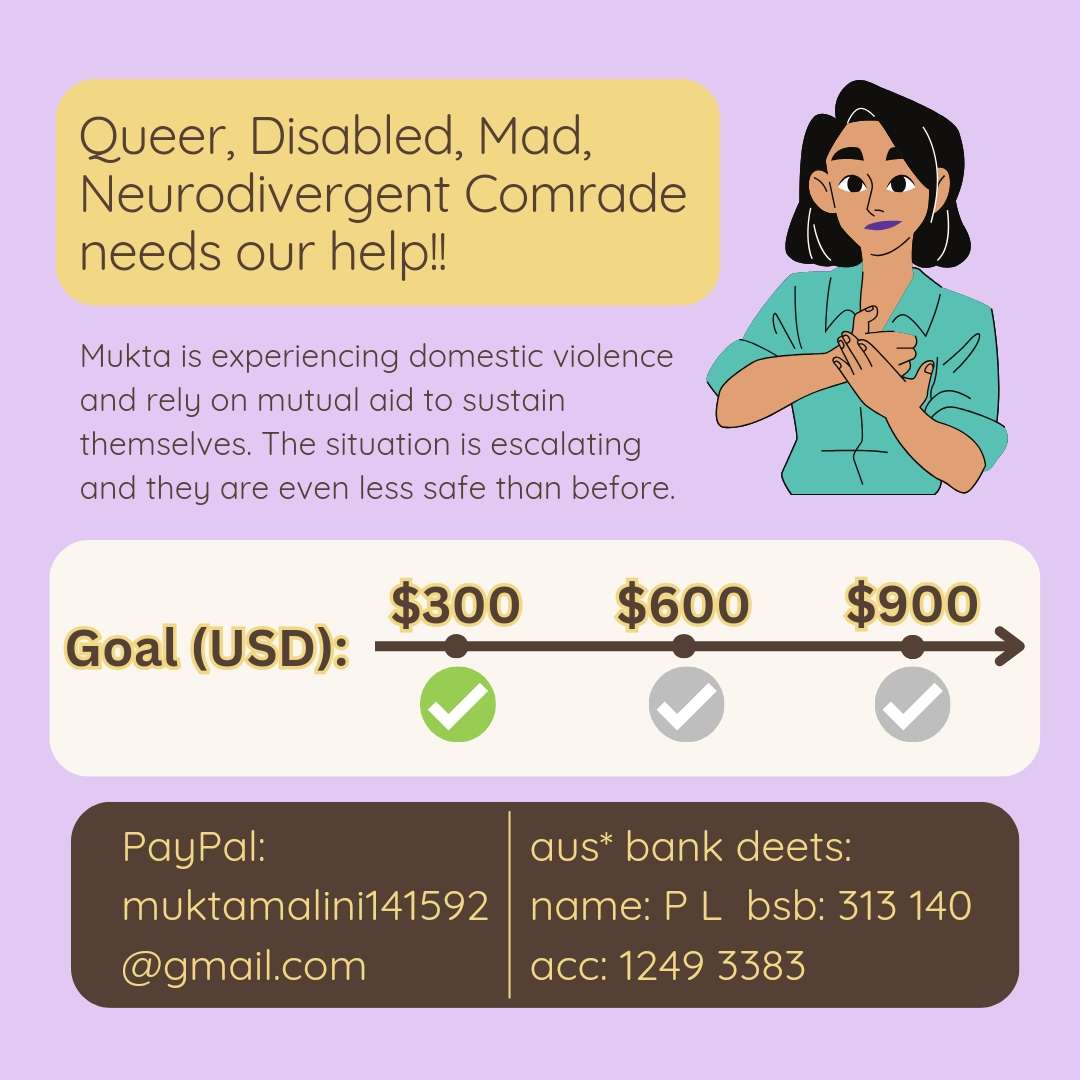 Queer, Disabled, Mad,
Neurodivergent Comrade
needs our help!!
Mukta is experiencing domestic violence
and rely on mutual aid to sustain
themselves. The situation is escalating
and they are even less safe than before.
Goal (USD):
$300
$600
$900
PayPal:
muktamalini141592
@gmail.com
aus* bank deets:
name: P L  bsb: 313 140
acc: 1249 3383